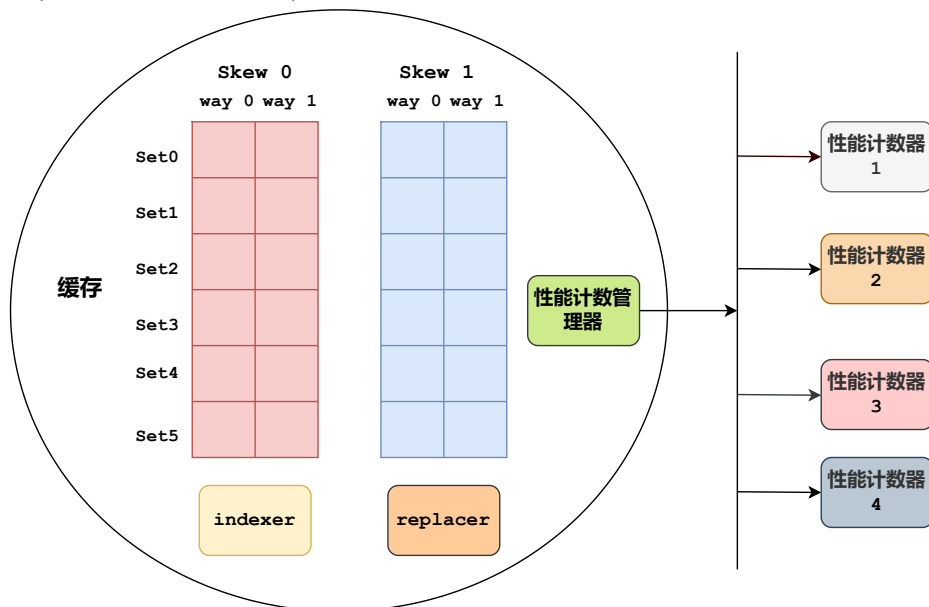 Skew 0
Skew 1
way 0 way 1
way 0 way 1
Set0
Set1
Set2
Set3
Set4
Set5
缓存
性能计数管
理器
indexer
replacer
性能计数器
1
性能计数器
2
性能计数器
3
性能计数器
4